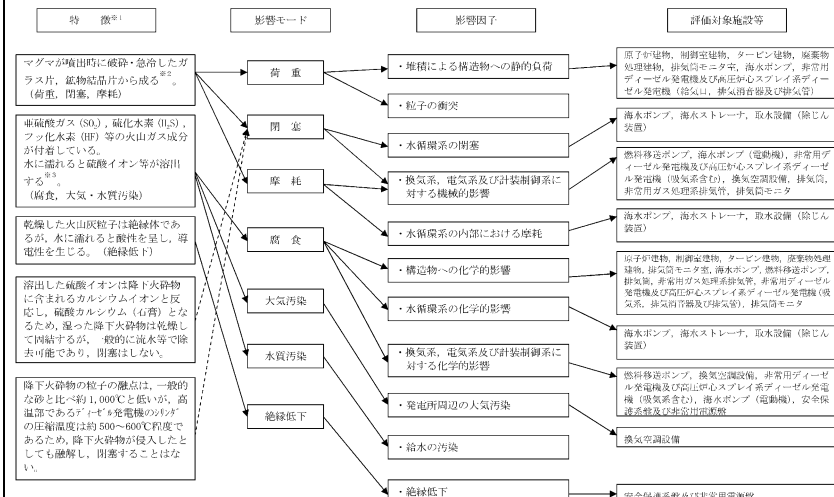 特　徴※1
影響モード
影響因子
評価対象施設等
マグマが噴出時に破砕・急冷したガ
ラス片，鉱物結晶片から成る※2。
（荷重，閉塞，摩耗）
亜硫酸ガス（SO₂），硫化水素（H₂S），
フッ化水素（HF）等の火山ガス成分
が付着している。
水に濡れると硫酸イオン等が溶出
する※3。
（腐食，大気・水質汚染）
乾燥した火山灰粒子は絶縁体であ
るが，水に濡れると酸性を呈し，導
電性を生じる。（絶縁低下）
溶出した硫酸イオンは降下火砕物
に含まれるカルシウムイオンと反
応し，硫酸カルシウム（石膏）とな
るため，湿った降下火砕物は乾燥し
て固結するが，一般的に流水等で除
去可能であり，閉塞はしない。
降下火砕物の粒子の融点は，一般的
な砂と比べ約1,000℃と低いが，高
温部であるディーゼル発電機のシリンダ
の圧縮温度は約500～600℃程度で
あるため，降下火砕物が侵入したと
しても融解し，閉塞することはな
い。
荷　重
閉　塞
摩　耗
腐　食
大気汚染
水質汚染
絶縁低下
・堆積による構造物への静的負荷
・粒子の衝突
・水循環系の閉塞
・換気系，電気系及び計装制御系に
対する機械的影響
・水循環系の内部における摩耗
・構造物への化学的影響
・水循環系の化学的影響
・換気系，電気系及び計装制御系に
対する化学的影響
・発電所周辺の大気汚染
・給水の汚染
・絶縁低下
原子炉建物，制御室建物，タービン建物，廃棄物
処理建物，排気筒モニタ室，海水ポンプ，非常用
ディーゼル発電機及び高圧炉心スプレイ系ディー
ゼル発電機（給気口，排気消音器及び排気管）
海水ポンプ，海水ストレーナ，取水設備（除じん
装置）
燃料移送ポンプ，海水ポンプ（電動機），非常用デ
ィーゼル発電機及び高圧炉心スプレイ系ディーゼ
ル発電機（吸気系含む），換気空調設備，排気筒，
非常用ガス処理系排気管，排気筒モニタ
海水ポンプ，海水ストレーナ，取水設備（除じん
装置）
原子炉建物，制御室建物，タービン建物，廃棄物処理
建物，排気筒モニタ室，海水ポンプ，燃料移送ポンプ，
排気筒，非常用ガス処理系排気管，非常用ディーゼル
発電機及び高圧炉心スプレイ系ディーゼル発電機（吸
気系，排気消音器及び排気管），排気筒モニタ
海水ポンプ，海水ストレーナ，取水設備（除じん
装置）
燃料移送ポンプ，換気空調設備，非常用ディーゼ
ル発電機及び高圧炉心スプレイ系ディーゼル発電
機（吸気系含む），海水ポンプ（電動機），安全保
護系盤及び非常用電源盤
換気空調設備
安全保護系盤及び非常用電源盤